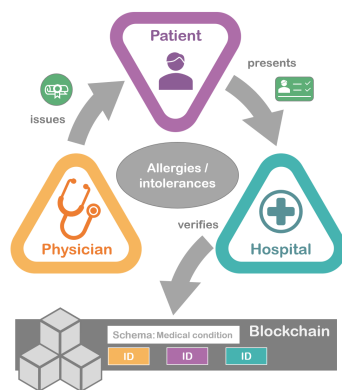 Patient
issues
presents
Allergies /
intolerances
Physician
verifies
Hospital
Schema: Medical condition
Blockchain
ID
ID
ID